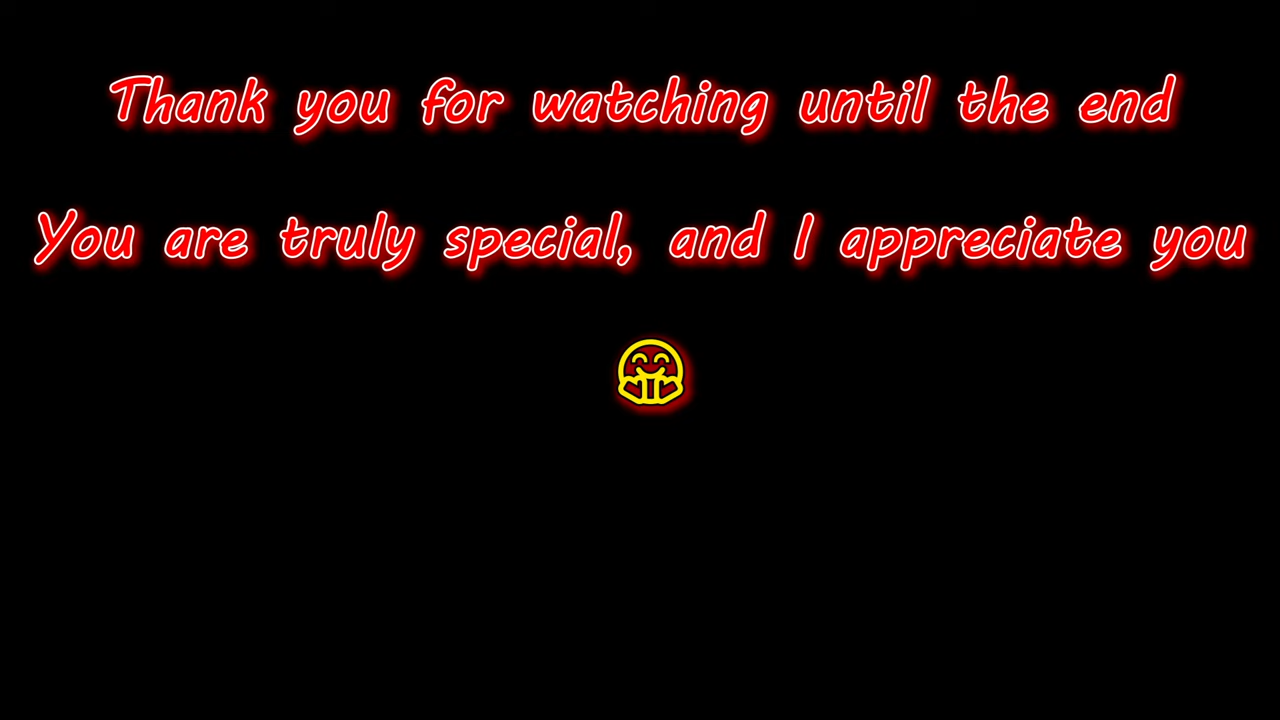 Thank you for watching until the end
You are truly special, and I appreciate you